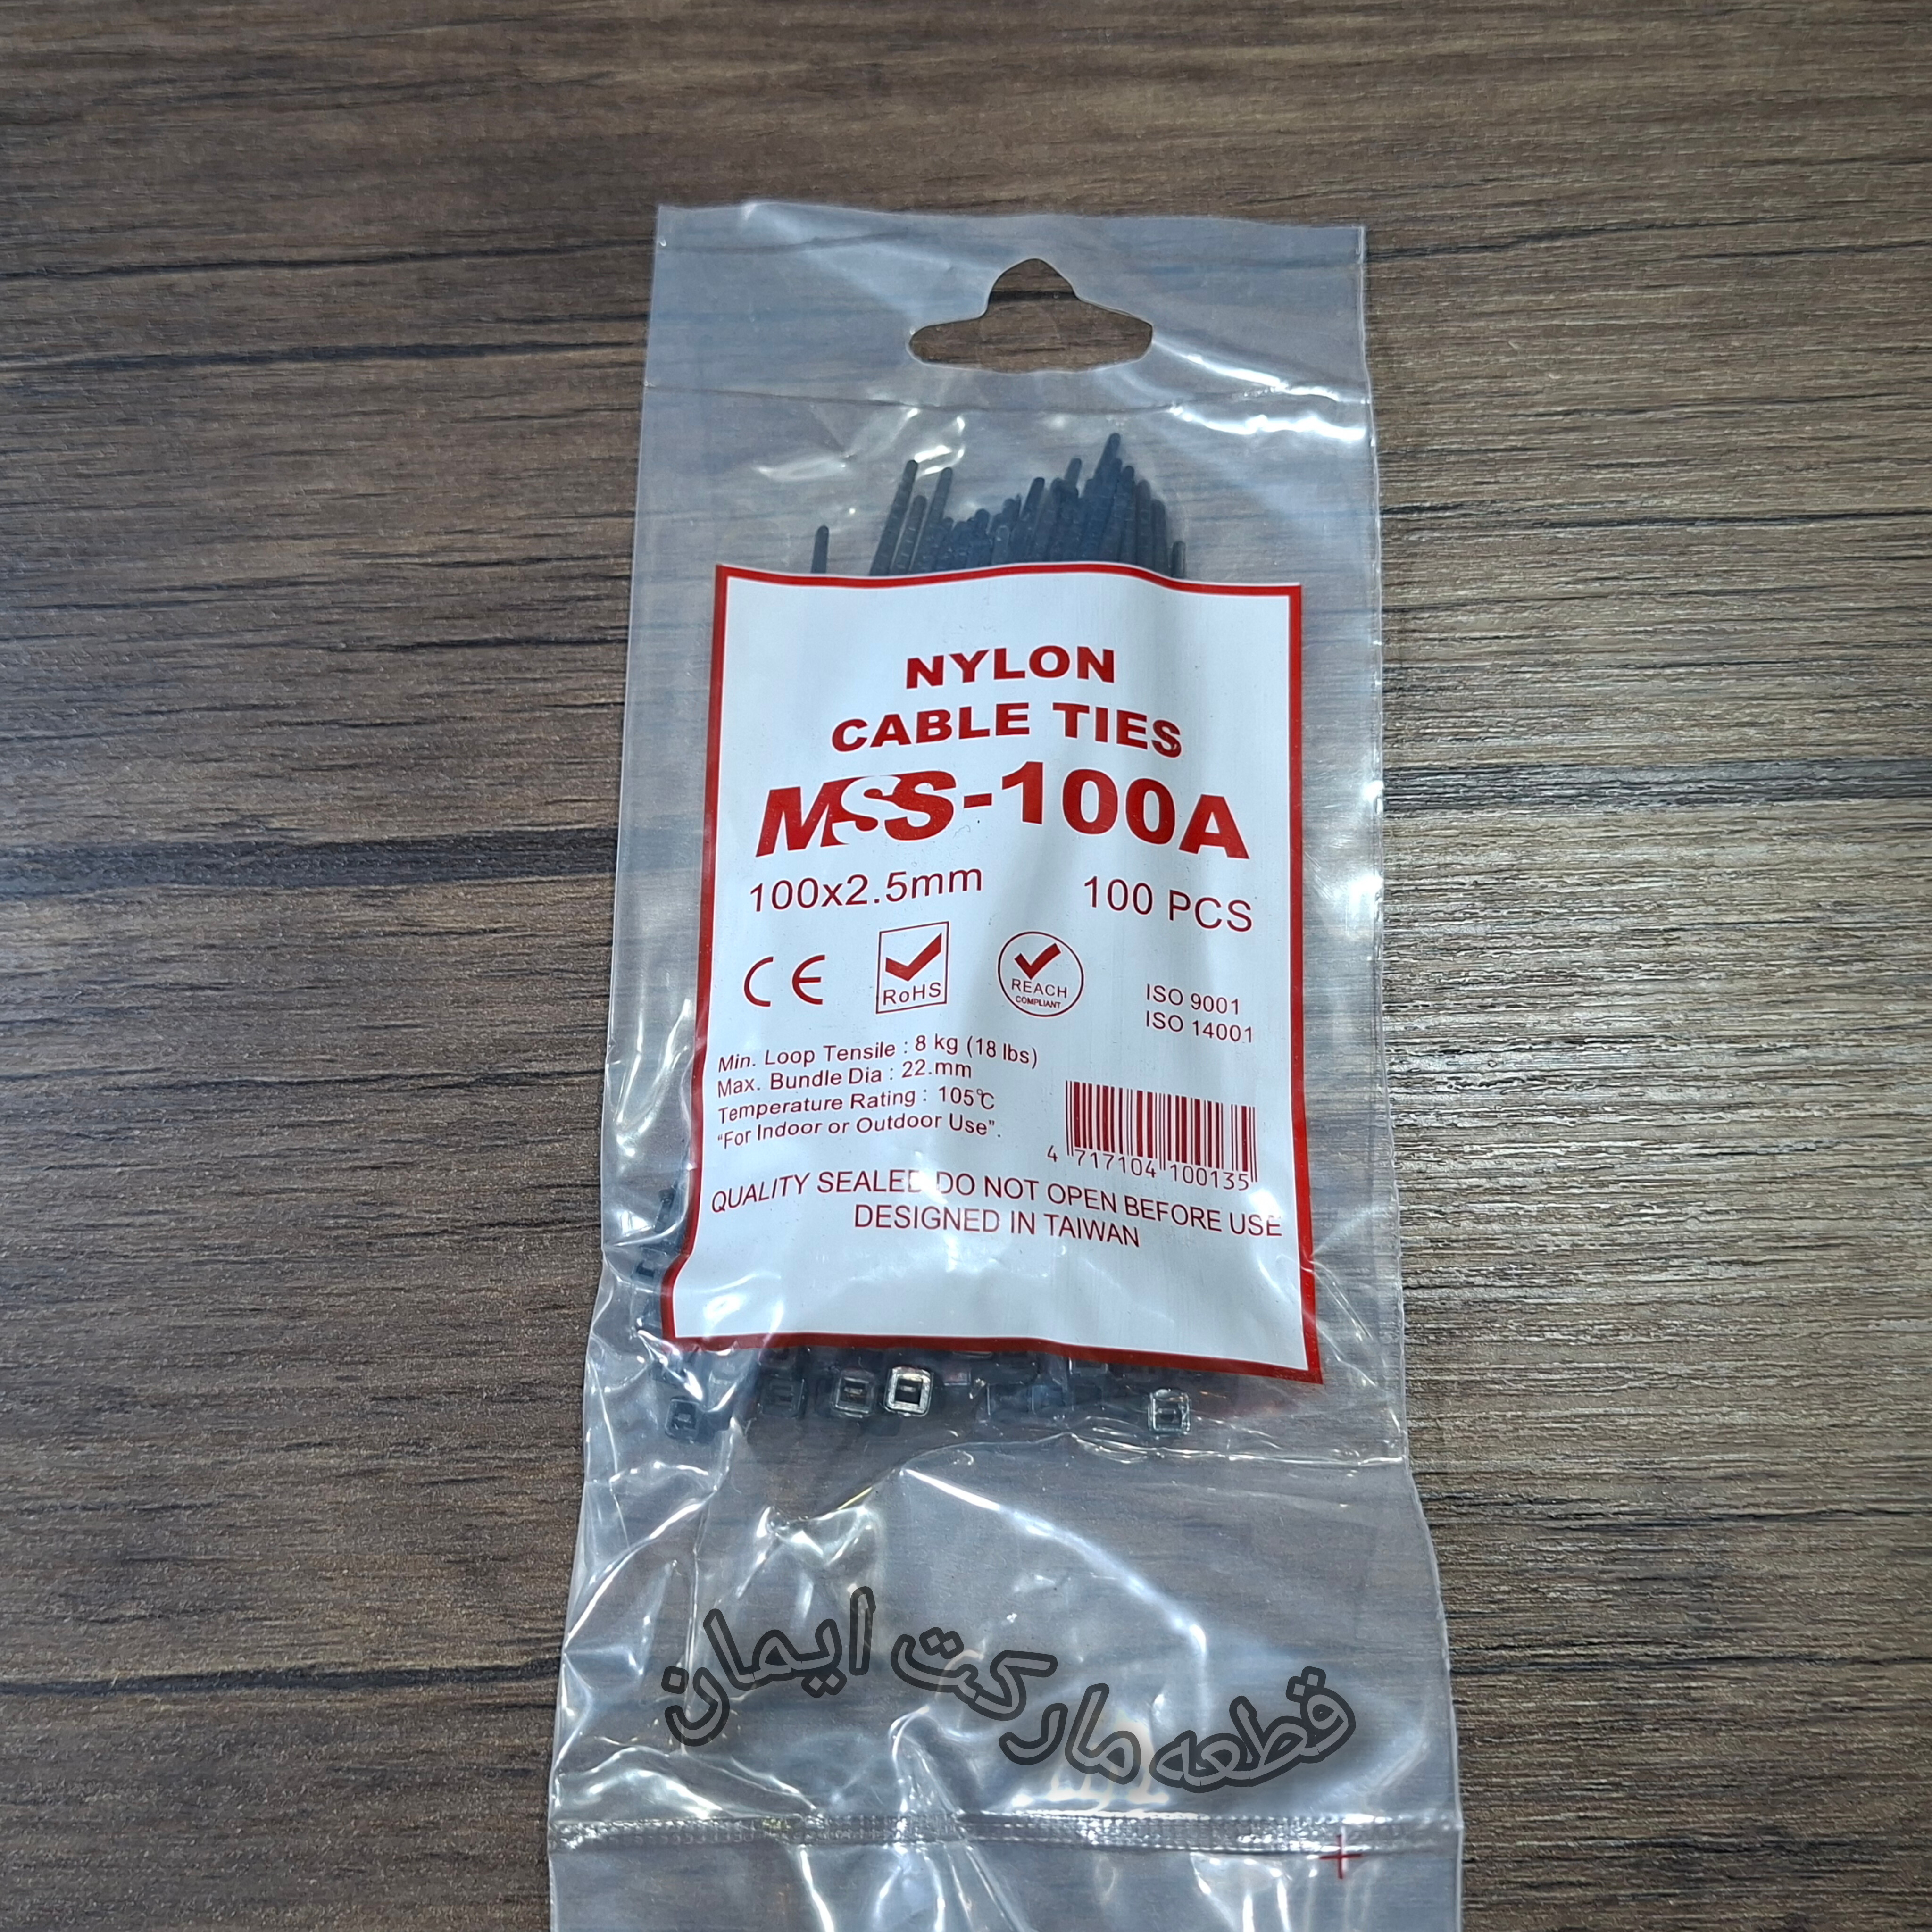 NYLON
CABLE TIES
MSS-100A
100x2.5mm 100 PCS
CE RoHS REACH COMPLIANT
ISO 9001
ISO 14001
Min. Loop Tensile : 8 kg (18 lbs)
Max. Bundle Dia : 22.mm
Temperature Rating : 105℃
"For Indoor or Outdoor Use".
4 717104 100135
QUALITY SEALED DO NOT OPEN BEFORE USE
DESIGNED IN TAIWAN
قطعه مارکت ایمان